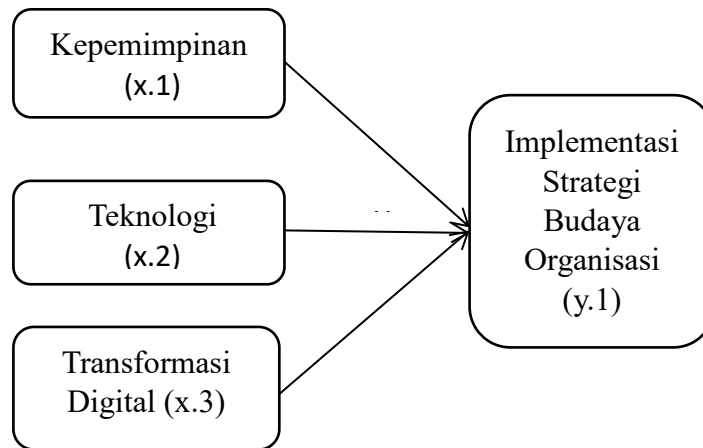 Kepemimpinan
(x.1)
Teknologi
(x.2)
Transformasi
Digital (x.3)
Implementasi
Strategi
Budaya
Organisasi
(y.1)